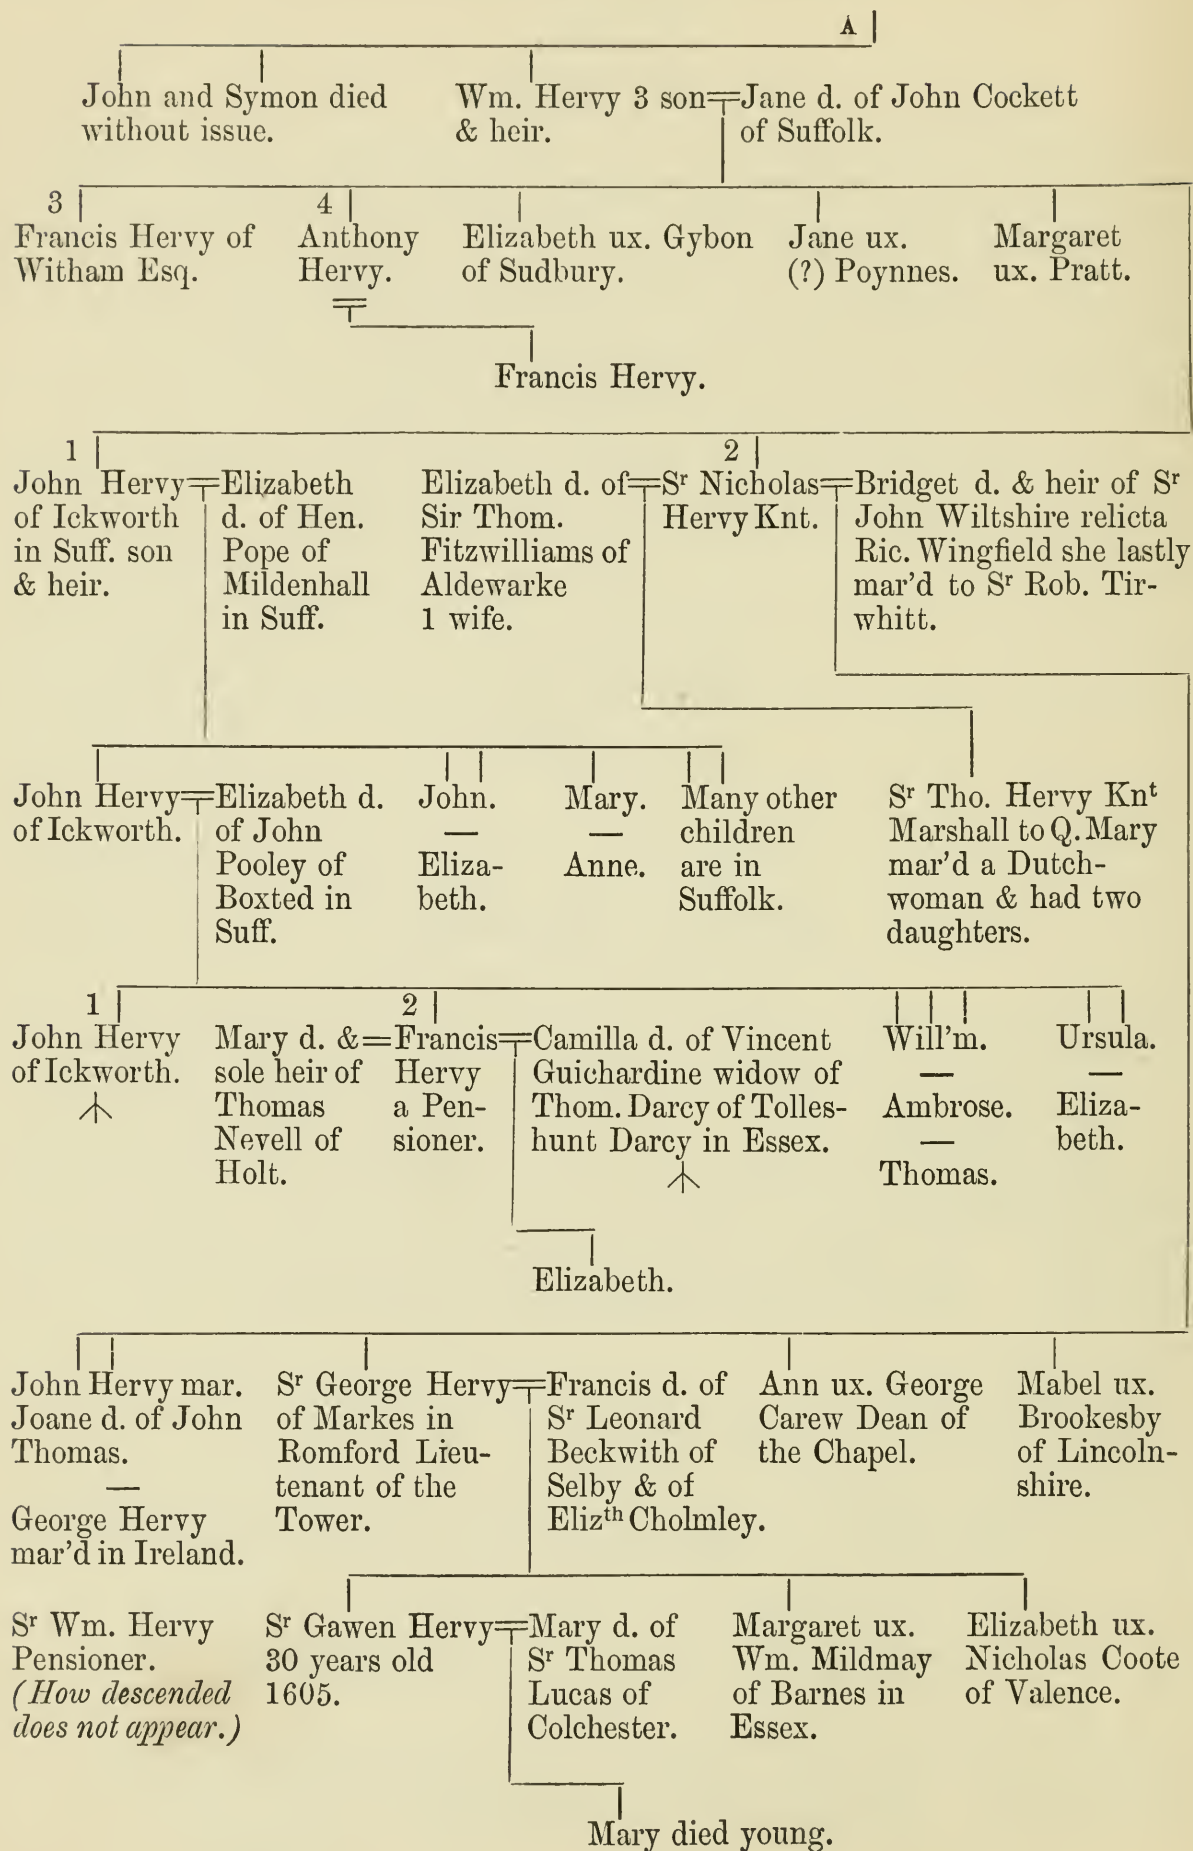 A
John and Symon died
without issue.
Wm. Hervy 3 son
& heir.
Jane d. of John Cockett
of Suffolk.
3
Francis Hervy of
Witham Esq.
4
Anthony
Hervy.
Elizabeth ux. Gybon
of Sudbury.
Jane ux.
(?) Poynnes.
Margaret
ux. Pratt.
Francis Hervy.
1
John Hervy
of Ickworth
in Suff. son
& heir.
Elizabeth
d. of Hen.
Pope of
Mildenhall
in Suff.
Elizabeth d. of
Sir Thom.
Fitzwilliams of
Aldewarke
1 wife.
2
Sʳ Nicholas
Hervy Knt.
Bridget d. & heir of Sʳ
John Wiltshire relicta
Ric. Wingfield she lastly
mar'd to Sʳ Rob. Tir-
whitt.
John Hervy
of Ickworth.
Elizabeth d.
of John
Pooley of
Boxted in
Suff.
John.
—
Eliza-
beth.
Mary.
—
Anne.
Many other
children
are in
Suffolk.
Sʳ Tho. Hervy Knᵗ
Marshall to Q. Mary
mar'd a Dutch-
woman & had two
daughters.
1
John Hervy
of Ickworth.
Mary d. &
sole heir of
Thomas
Nevell of
Holt.
2
Francis
Hervy
a Pen-
sioner.
Camilla d. of Vincent
Guichardine widow of
Thom. Darcy of Tolles-
hunt Darcy in Essex.
Will'm.
—
Ambrose.
—
Thomas.
Ursula.
—
Eliza-
beth.
Elizabeth.
John Hervy mar.
Joane d. of John
Thomas.
—
George Hervy
mar'd in Ireland.
Sʳ George Hervy
of Markes in
Romford Lieu-
tenant of the
Tower.
Francis d. of
Sʳ Leonard
Beckwith of
Selby & of
Elizᵗʰ Cholmley.
Ann ux. George
Carew Dean of
the Chapel.
Mabel ux.
Brookesby
of Lincoln-
shire.
Sʳ Wm. Hervy
Pensioner.
(How descended
does not appear.)
Sʳ Gawen Hervy
30 years old
1605.
Mary d. of
Sʳ Thomas
Lucas of
Colchester.
Margaret ux.
Wm. Mildmay
of Barnes in
Essex.
Elizabeth ux.
Nicholas Coote
of Valence.
Mary died young.